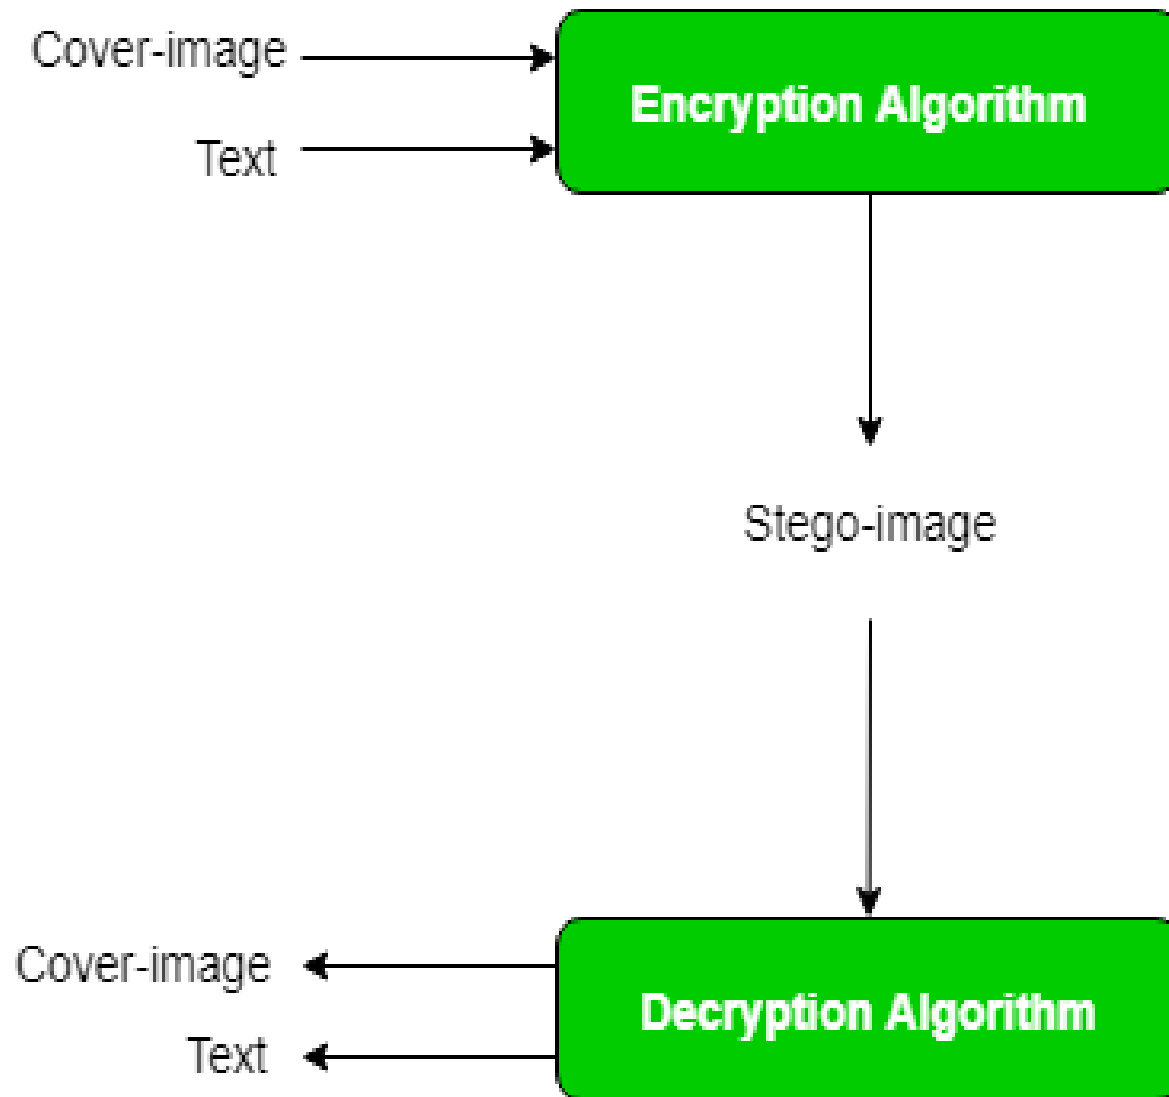 Cover-image
Encryption Algorithm
Text
Stego-image
Cover-image
Decryption Algorithm
Text